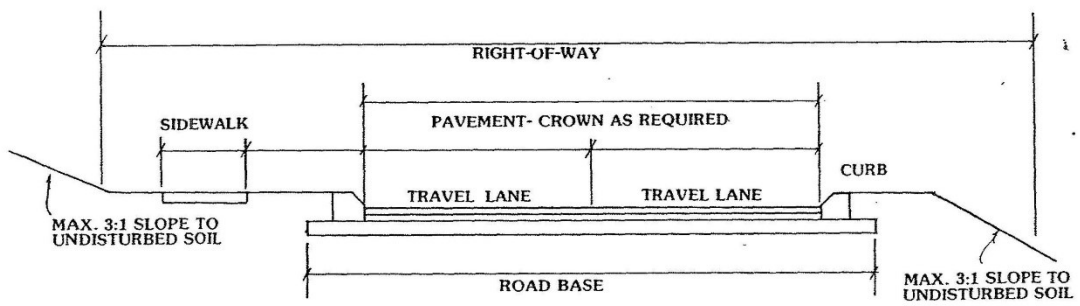 RIGHT-OF-WAY
SIDEWALK
PAVEMENT- CROWN AS REQUIRED
CURB
TRAVEL LANE
TRAVEL LANE
MAX. 3:1 SLOPE TO
UNDISTURBED SOIL
ROAD BASE
MAX. 3:1 SLOPE TO
UNDISTURBED SOIL